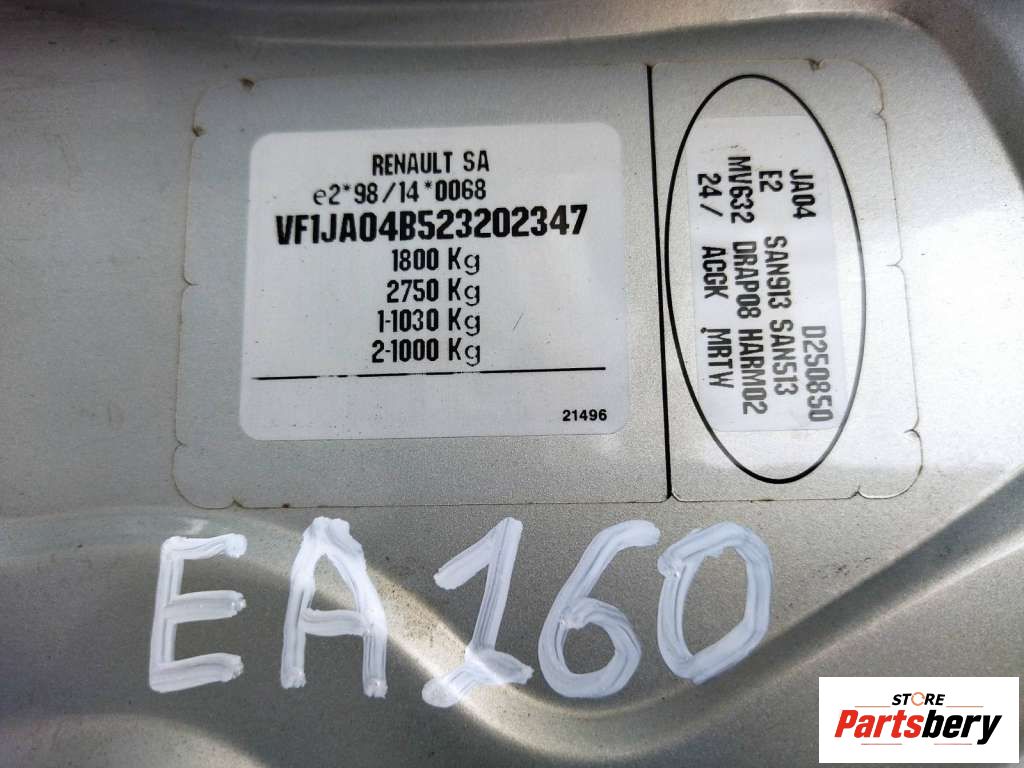 RENAULT SA
e2*98/14*0068
VF1JA04B523202347
1800 Kg
2750 Kg
1-1030 Kg
2-1000 Kg
21496
JA04 D250850
E2 SAN913 SAN513
MV632 DRAP08 HARM02
24/ ACGK MRTW
EA160
STORE
Partsbery